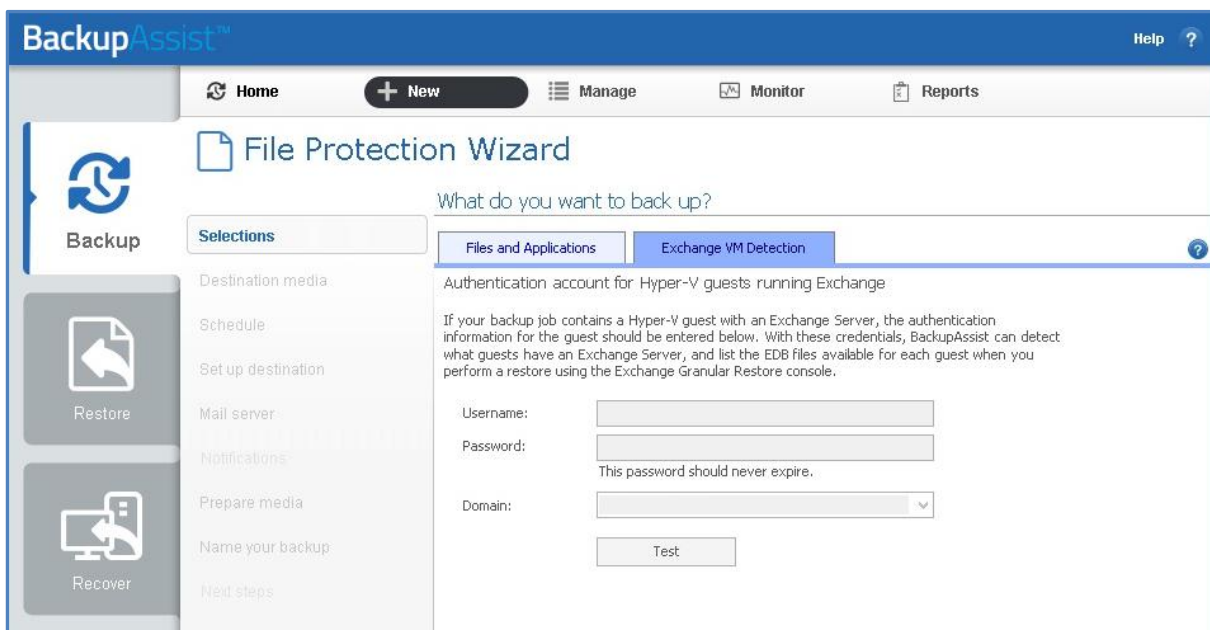 BackupAssist™
Help ?
Home
New
Manage
Monitor
Reports
File Protection Wizard
What do you want to back up?
Backup
Restore
Recover
Selections
Destination media
Schedule
Set up destination
Mail server
Notifications
Prepare media
Name your backup
Next steps
Files and Applications
Exchange VM Detection
?
Authentication account for Hyper-V guests running Exchange
If your backup job contains a Hyper-V guest with an Exchange Server, the authentication
information for the guest should be entered below. With these credentials, BackupAssist can detect
what guests have an Exchange Server, and list the EDB files available for each guest when you
perform a restore using the Exchange Granular Restore console.
Username:
Password:
This password should never expire.
Domain:
Test